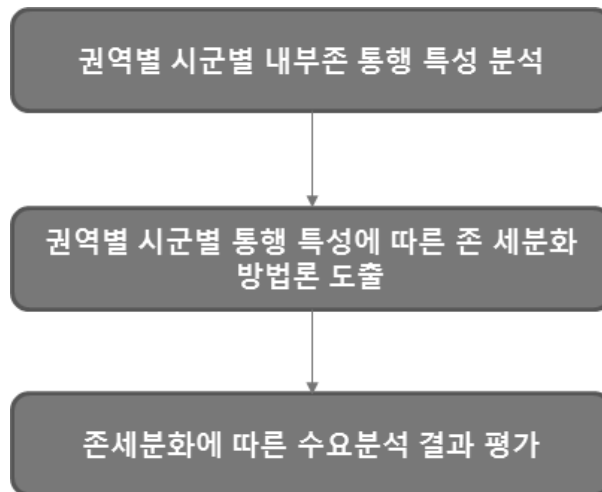 권역별 시군별 내부존 통행 특성 분석
권역별 시군별 통행 특성에 따른 존 세분화
방법론 도출
존세분화에 따른 수요분석 결과 평가